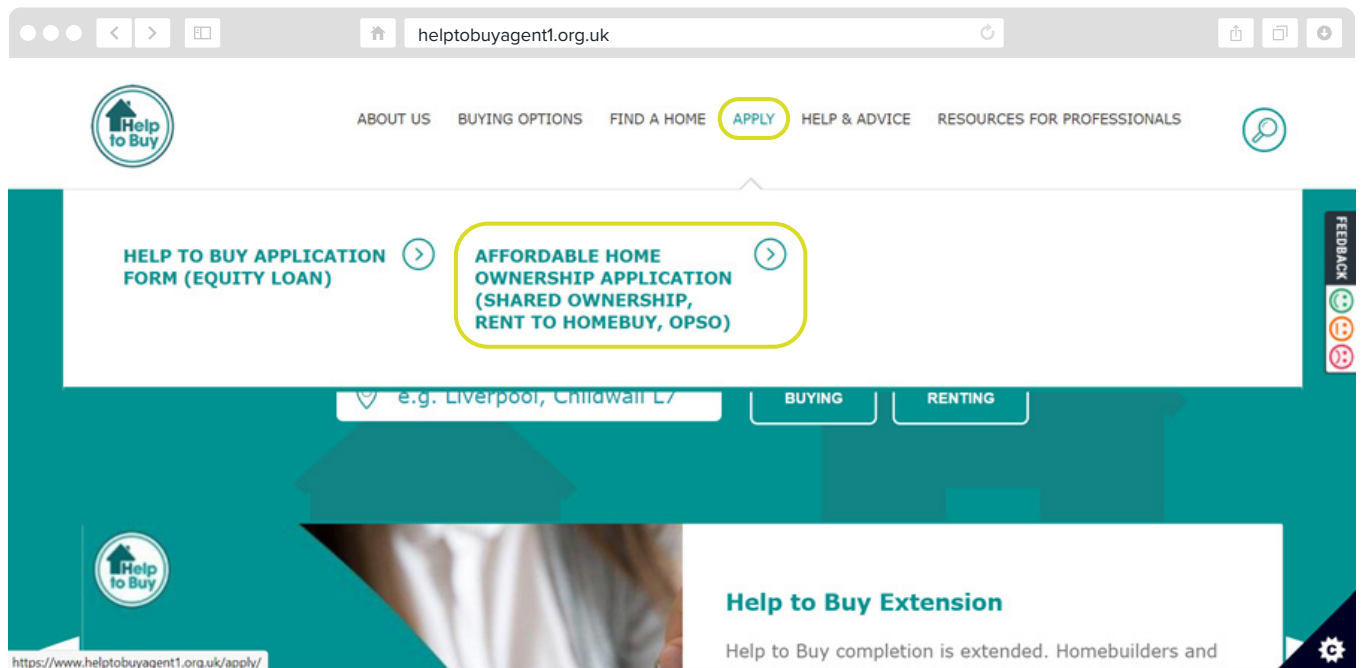 helptobuyagent1.org.uk
Help
to Buy
ABOUT US BUYING OPTIONS FIND A HOME APPLY HELP & ADVICE RESOURCES FOR PROFESSIONALS
HELP TO BUY APPLICATION
FORM (EQUITY LOAN)
AFFORDABLE HOME
OWNERSHIP APPLICATION
(SHARED OWNERSHIP,
RENT TO HOMEBUY, OPSO)
FEEDBACK
e.g. Liverpool, Childwall L7
BUYING
RENTING
Help
to Buy
Help to Buy Extension
Help to Buy completion is extended. Homebuilders and
https://www.helptobuyagent1.org.uk/apply/